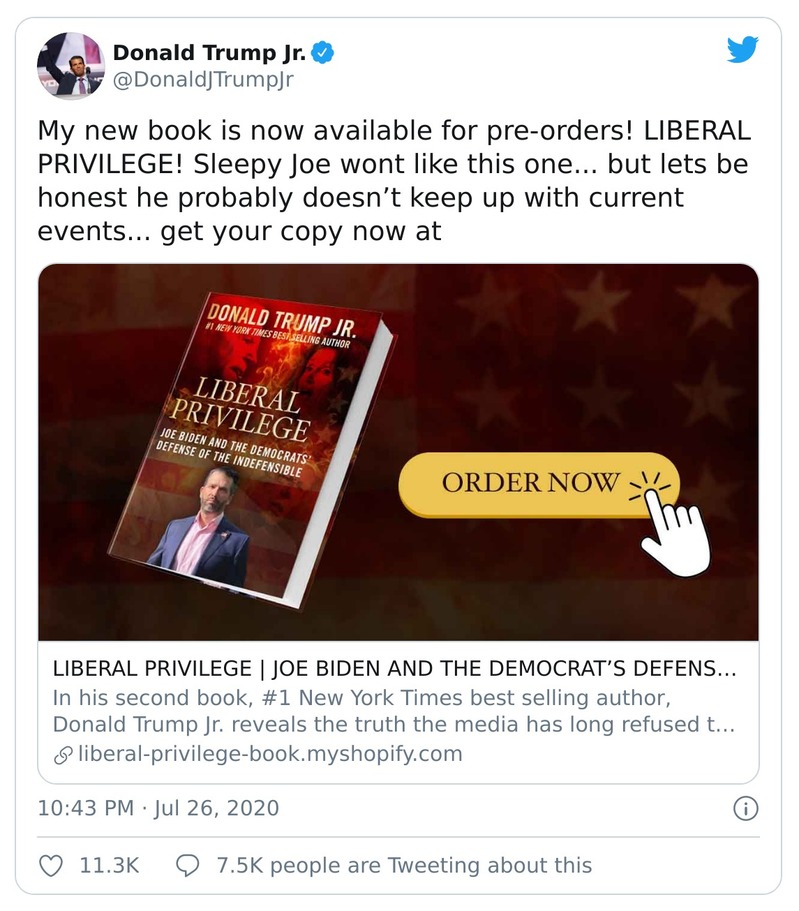 Donald Trump Jr.
@DonaldJTrumpJr
My new book is now available for pre-orders! LIBERAL
PRIVILEGE! Sleepy Joe wont like this one... but lets be
honest he probably doesn’t keep up with current
events... get your copy now at
DONALD TRUMP JR.
#1 NEW YORK TIMES BEST SELLING AUTHOR
LIBERAL
PRIVILEGE
JOE BIDEN AND THE DEMOCRATS'
DEFENSE OF THE INDEFENSIBLE
ORDER NOW
LIBERAL PRIVILEGE | JOE BIDEN AND THE DEMOCRAT’S DEFENS...
In his second book, #1 New York Times best selling author,
Donald Trump Jr. reveals the truth the media has long refused t...
liberal-privilege-book.myshopify.com
10:43 PM · Jul 26, 2020
11.3K 7.5K people are Tweeting about this